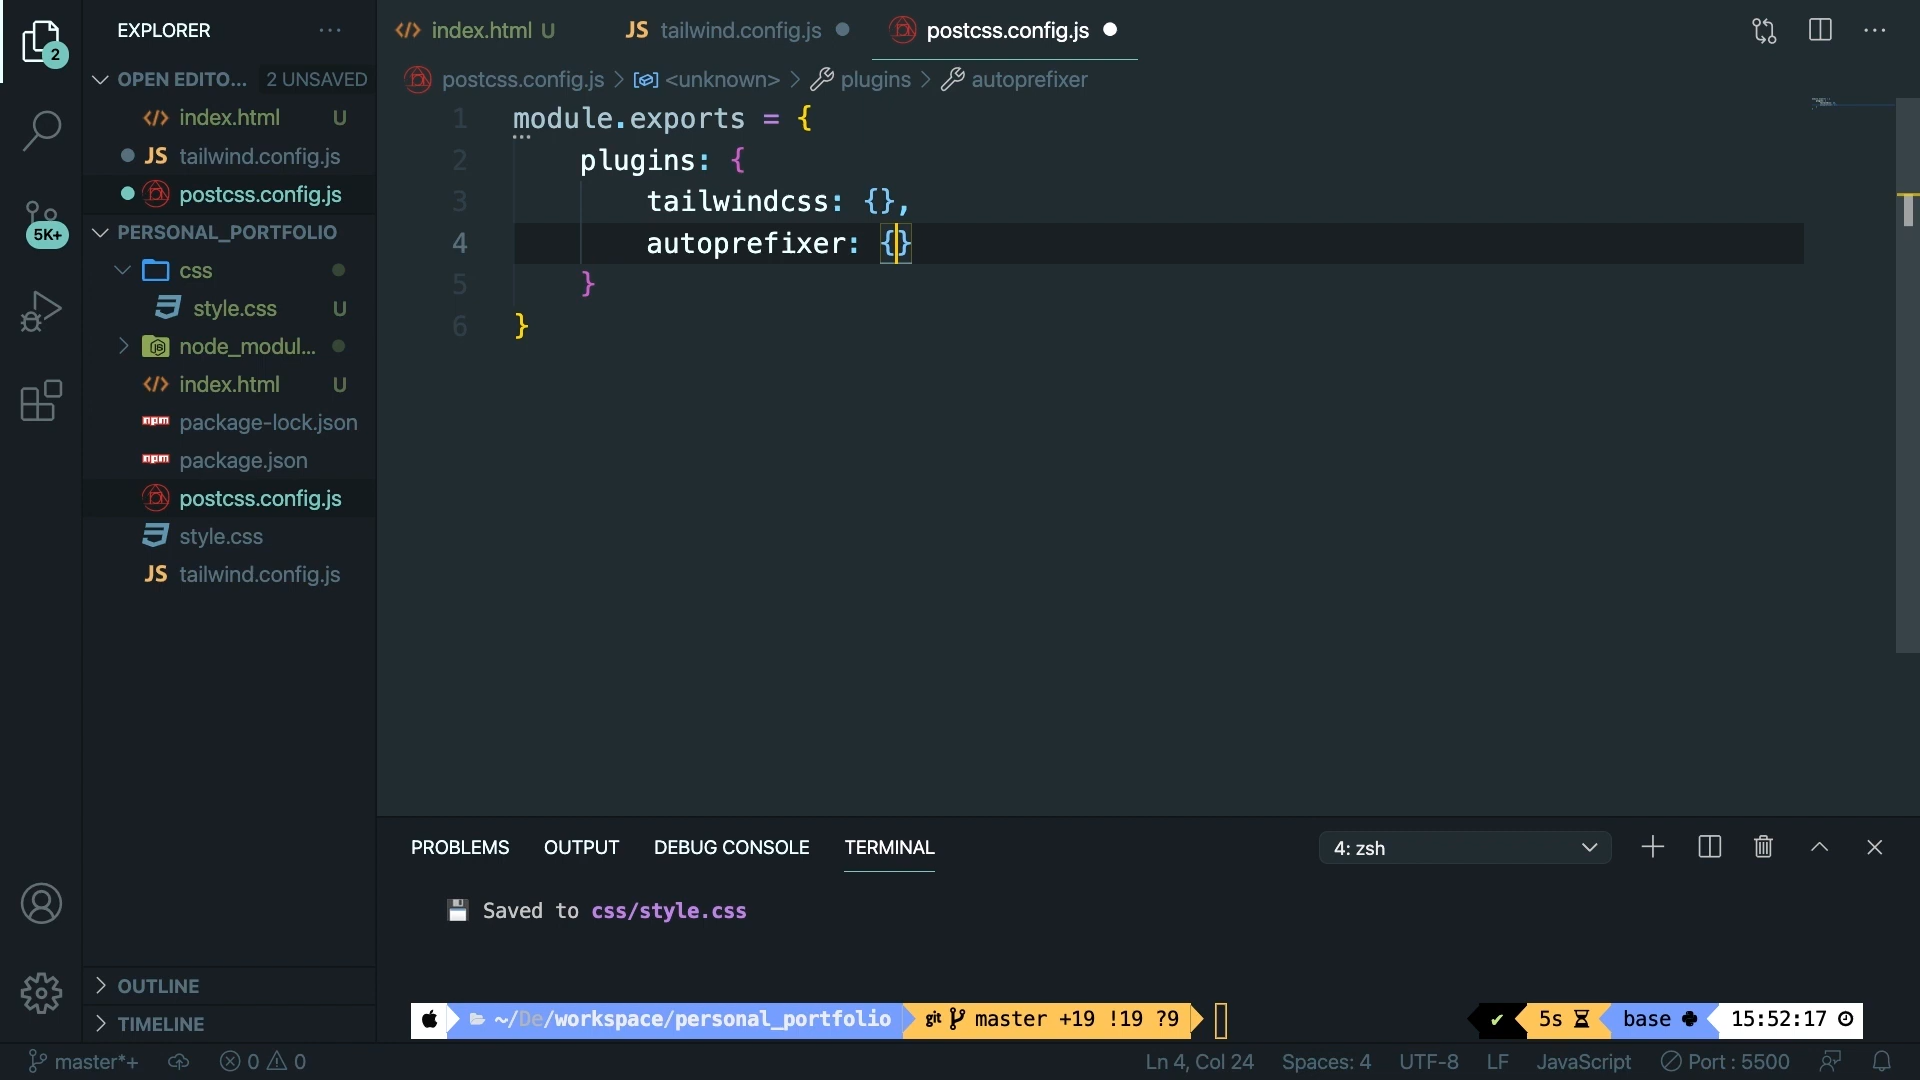 EXPLORER
OPEN EDITO... 2 UNSAVED
index.html U
JS tailwind.config.js
postcss.config.js
PERSONAL_PORTFOLIO
css
style.css U
node_modul...
index.html U
package-lock.json
package.json
postcss.config.js
style.css
JS tailwind.config.js
OUTLINE
TIMELINE
2
5K+
index.html U
JS tailwind.config.js
postcss.config.js
postcss.config.js > <unknown> > plugins > autoprefixer
1 module.exports = {
2 plugins: {
3 tailwindcss: {},
4 autoprefixer: {}
5 }
6 }
PROBLEMS OUTPUT DEBUG CONSOLE TERMINAL 4: zsh
Saved to css/style.css
~/De/workspace/personal_portfolio git master +19 !19 ?9 ✔ 5s base 15:52:17
master*+ 0 0 Ln 4, Col 24 Spaces: 4 UTF-8 LF JavaScript Port : 5500